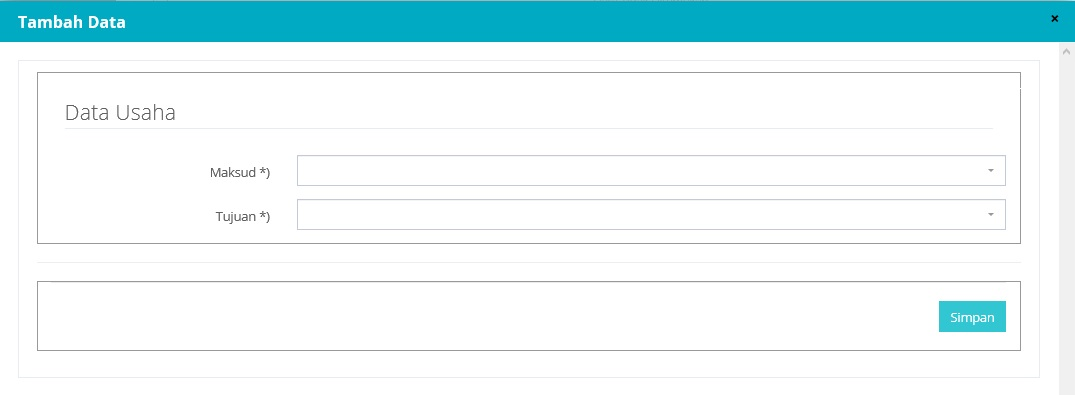 Tambah Data
×
Data Usaha
Maksud *)
Tujuan *)
Simpan